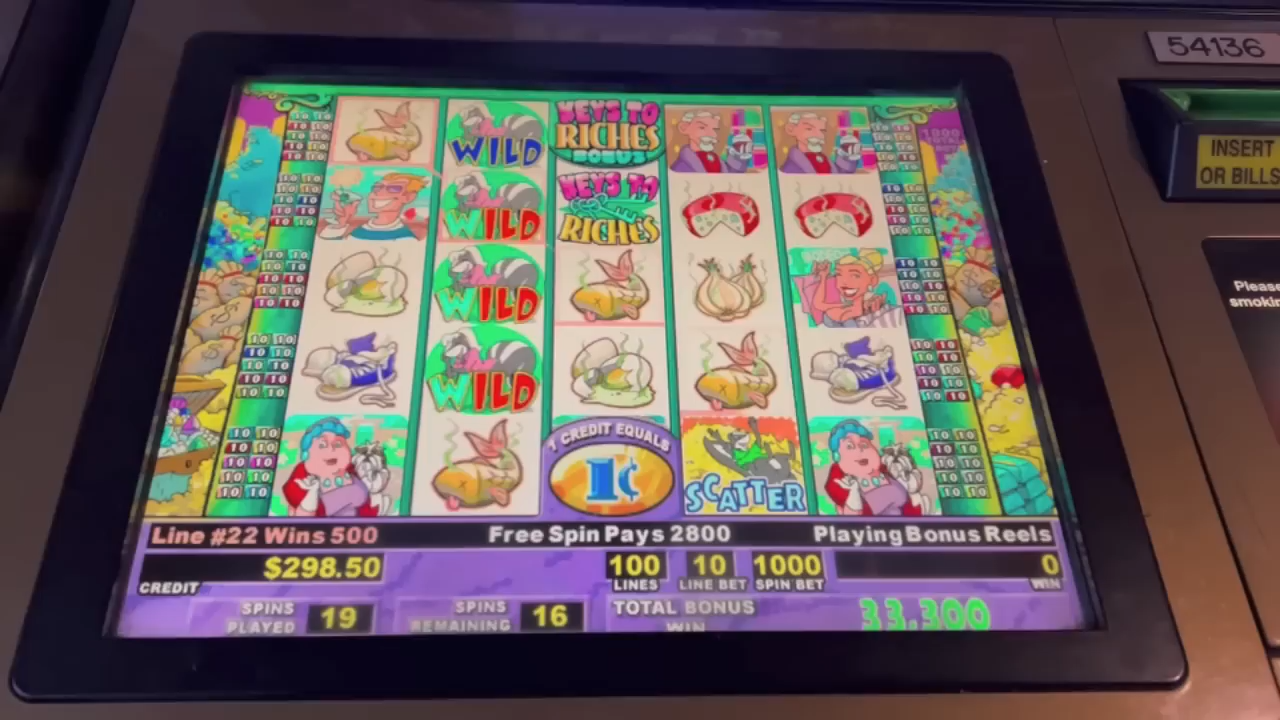 54136
INSERT
OR BILLS
Please
smokin
WILD
KEYS TO
RICHES
BONUS
WILD
KEYS TO
RICHES
WILD
WILD
1 CREDIT EQUALS
1¢
SCATTER
Line #22 Wins 500
Free Spin Pays 2800
Playing Bonus Reels
$298.50
CREDIT
100
LINES
10
LINE BET
1000
SPIN BET
0
WIN
SPINS
PLAYED
19
SPINS
REMAINING
16
TOTAL BONUS
WIN
33,300